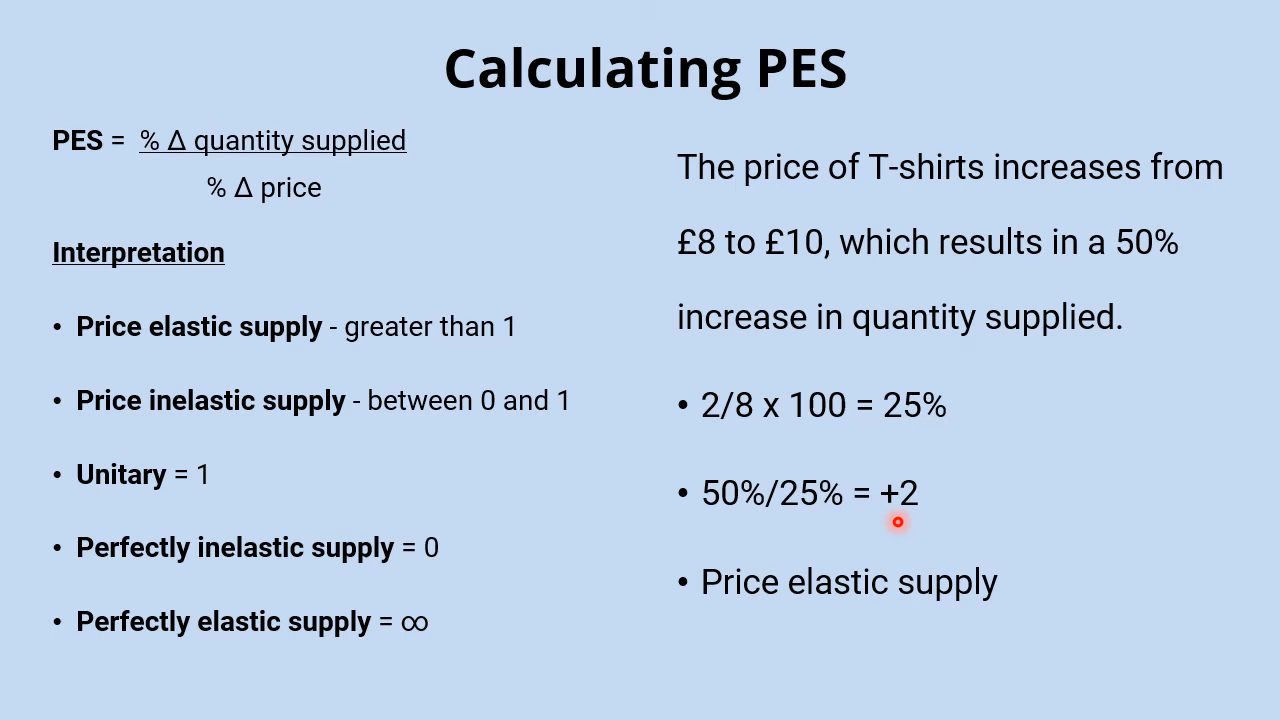 Calculating PES
PES = % Δ quantity supplied
% Δ price
Interpretation
• Price elastic supply - greater than 1
• Price inelastic supply - between 0 and 1
• Unitary = 1
• Perfectly inelastic supply = 0
• Perfectly elastic supply = ∞
The price of T-shirts increases from
£8 to £10, which results in a 50%
increase in quantity supplied.
• 2/8 x 100 = 25%
• 50%/25% = +2
• Price elastic supply